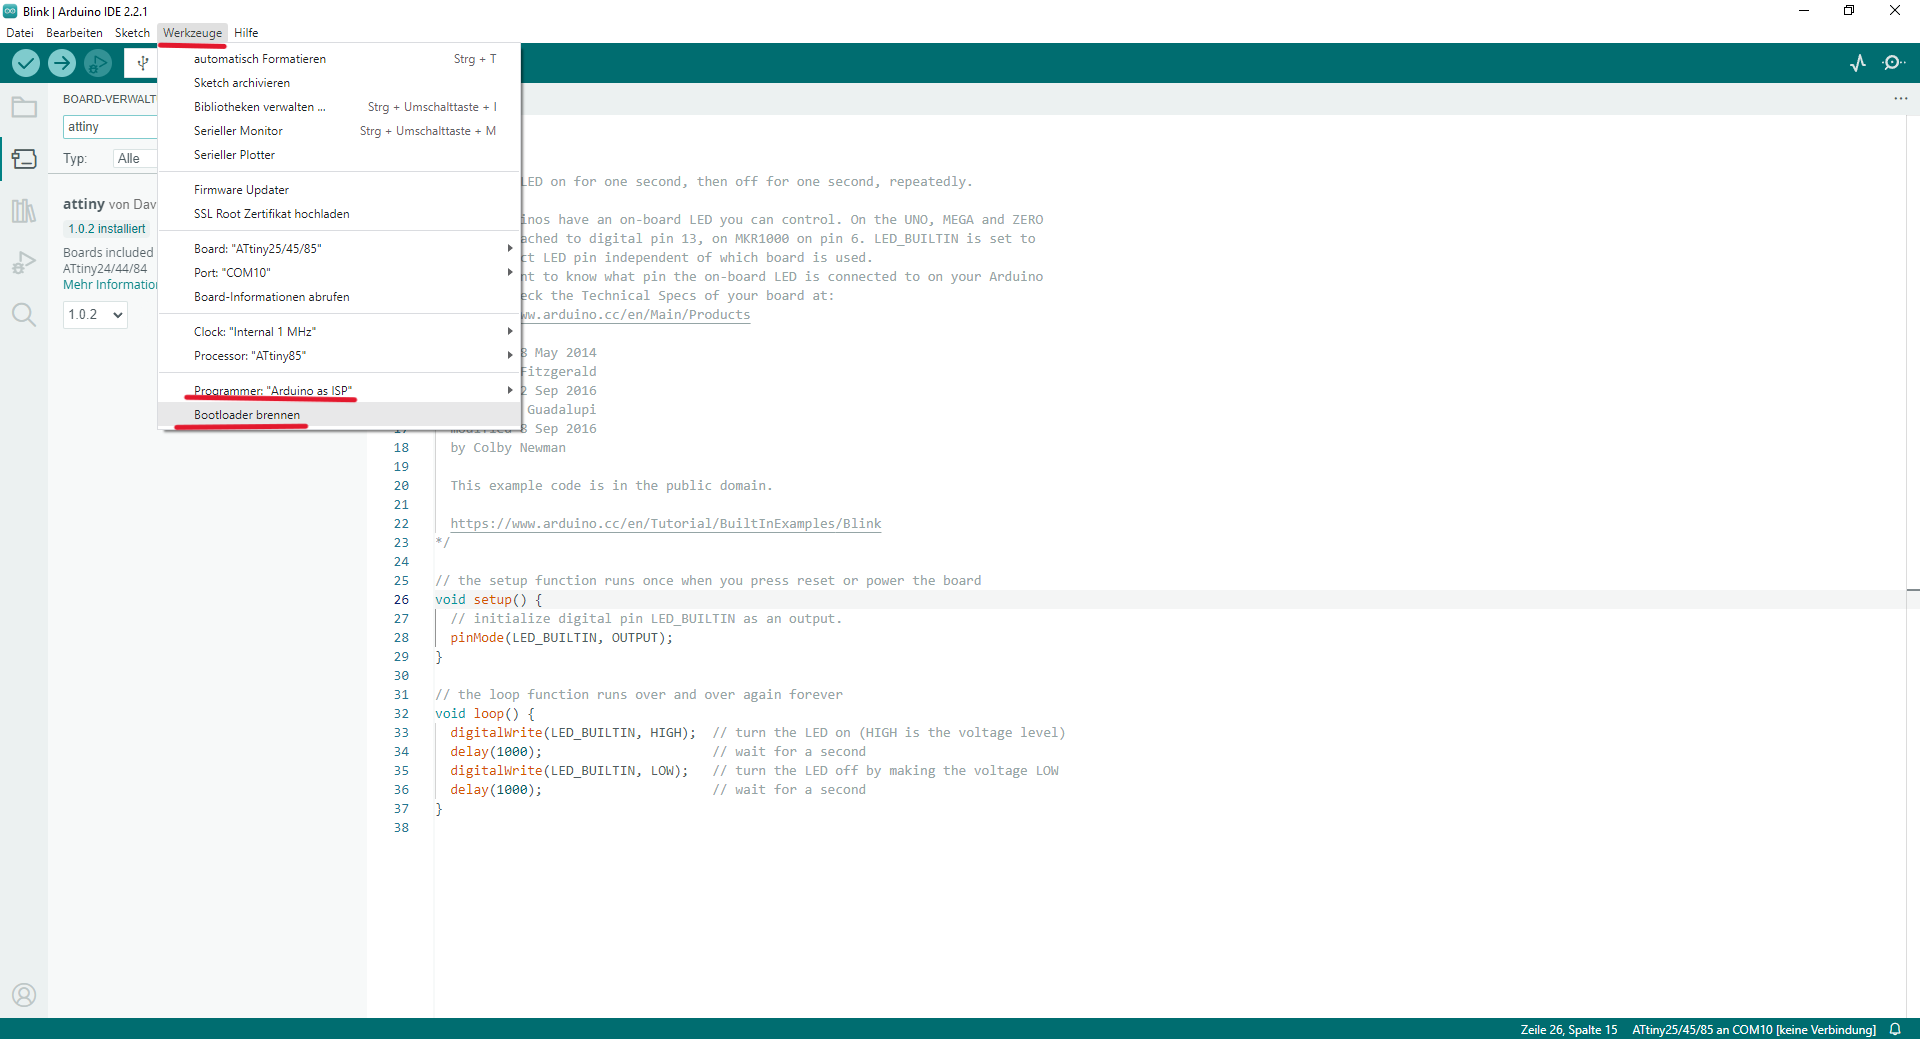 Blink | Arduino IDE 2.2.1
Datei Bearbeiten Sketch Werkzeuge Hilfe
automatisch Formatieren Strg + T
Sketch archivieren
Bibliotheken verwalten ... Strg + Umschalttaste + I
Serieller Monitor Strg + Umschalttaste + M
Serieller Plotter
Firmware Updater
SSL Root Zertifikat hochladen
Board: "ATtiny25/45/85"
Port: "COM10"
Board-Informationen abrufen
Clock: "Internal 1 MHz"
Processor: "ATtiny85"
Programmer: "Arduino as ISP"
Bootloader brennen
BOARD-VERWALT
attiny
Typ: Alle
attiny von Dav
1.0.2 installiert
Boards included
ATtiny24/44/84
Mehr Information
1.0.2
LED on for one second, then off for one second, repeatedly.
inos have an on-board LED you can control. On the UNO, MEGA and ZERO
ached to digital pin 13, on MKR1000 on pin 6. LED_BUILTIN is set to
ct LED pin independent of which board is used.
nt to know what pin the on-board LED is connected to on your Arduino
eck the Technical Specs of your board at:
ww.arduino.cc/en/Main/Products
8 May 2014
Fitzgerald
2 Sep 2016
Guadalupi
17 modified 8 Sep 2016
18 by Colby Newman
19
20 This example code is in the public domain.
21
22 https://www.arduino.cc/en/Tutorial/BuiltInExamples/Blink
23 */
24
25 // the setup function runs once when you press reset or power the board
26 void setup() {
27 // initialize digital pin LED_BUILTIN as an output.
28 pinMode(LED_BUILTIN, OUTPUT);
29 }
30
31 // the loop function runs over and over again forever
32 void loop() {
33 digitalWrite(LED_BUILTIN, HIGH); // turn the LED on (HIGH is the voltage level)
34 delay(1000); // wait for a second
35 digitalWrite(LED_BUILTIN, LOW); // turn the LED off by making the voltage LOW
36 delay(1000); // wait for a second
37 }
38
Zeile 26, Spalte 15 ATtiny25/45/85 an COM10 [keine Verbindung]